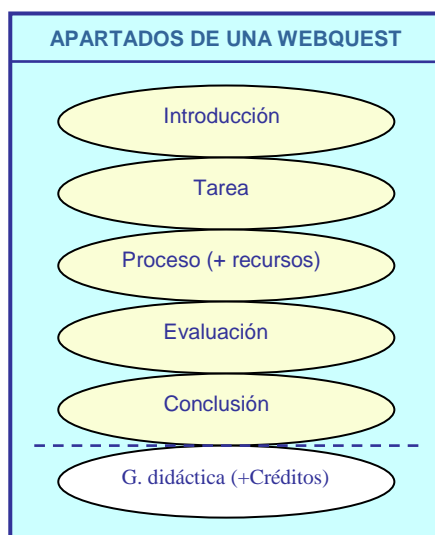 APARTADOS DE UNA WEBQUEST
Introducción
Tarea
Proceso (+ recursos)
Evaluación
Conclusión
G. didáctica (+Créditos)